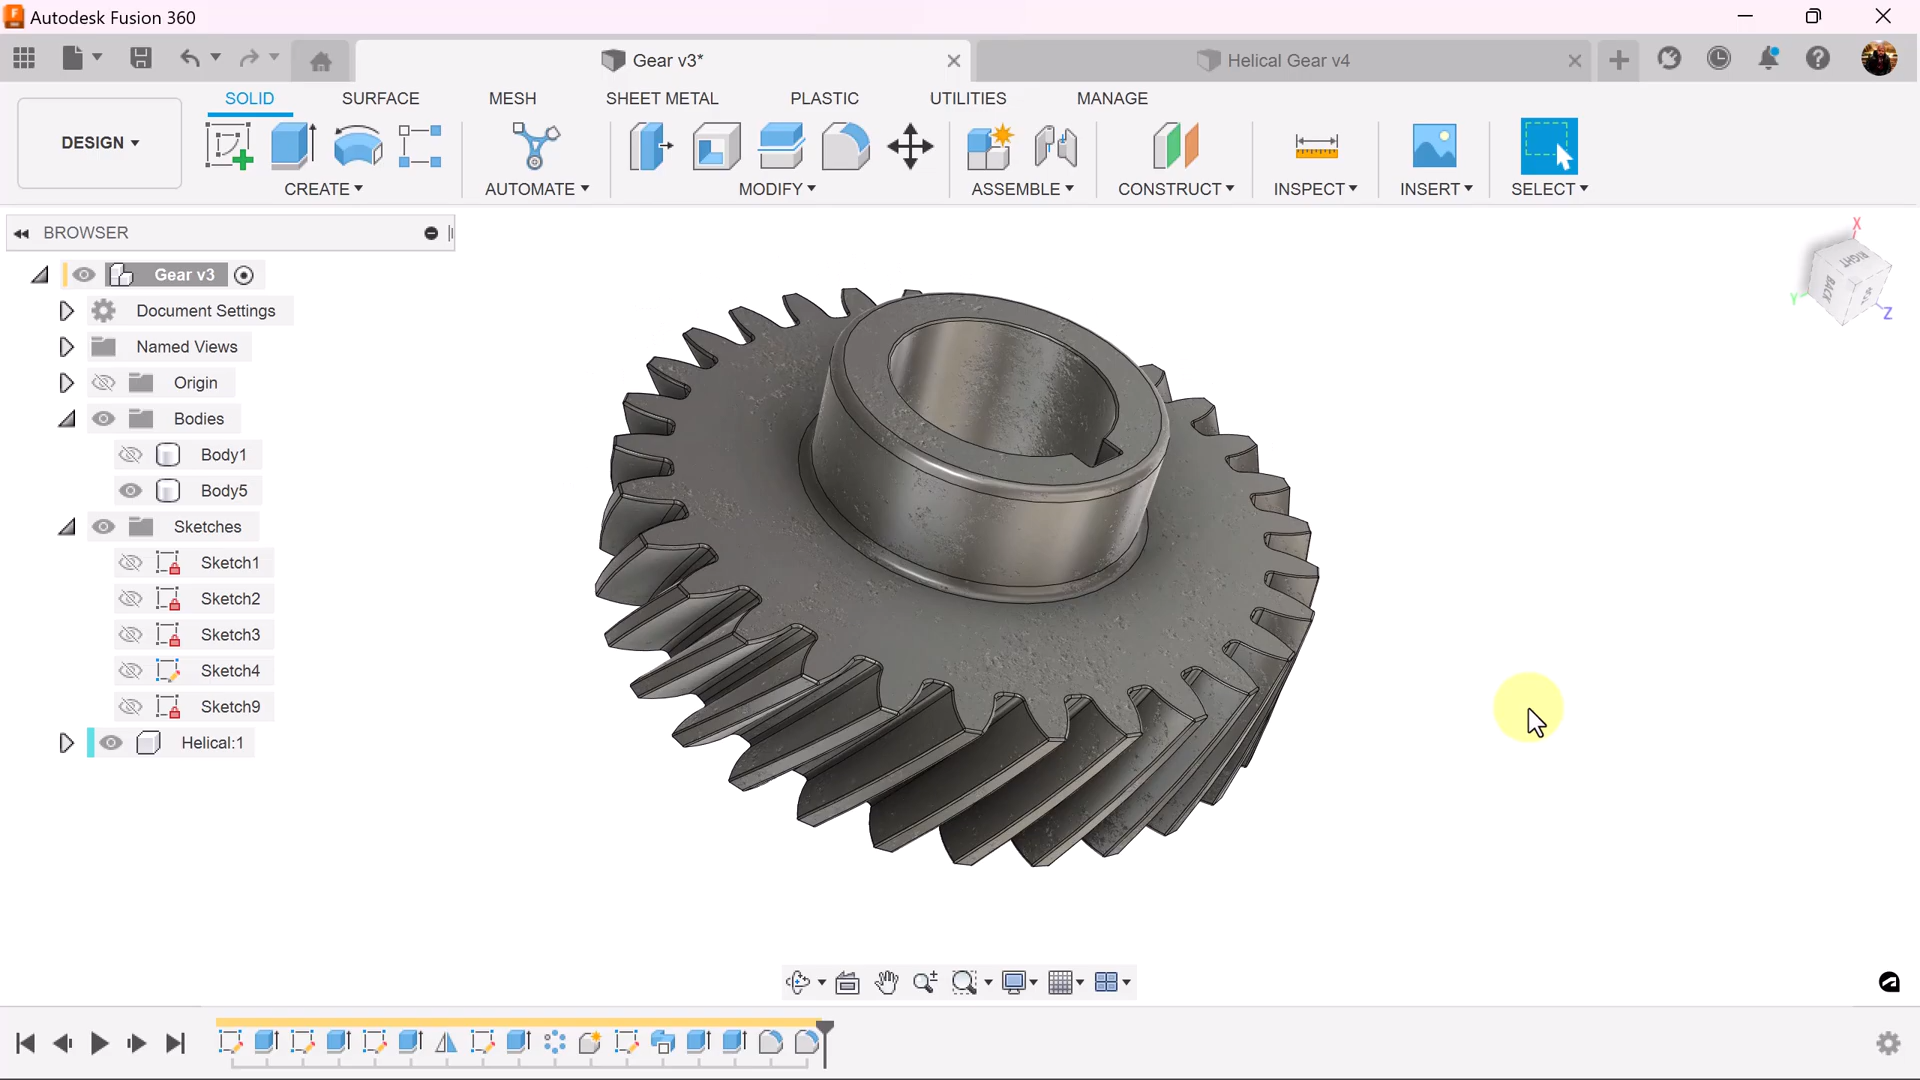 Autodesk Fusion 360
Gear v3*
Helical Gear v4
DESIGN
SOLID
SURFACE
MESH
SHEET METAL
PLASTIC
UTILITIES
MANAGE
CREATE
AUTOMATE
MODIFY
ASSEMBLE
CONSTRUCT
INSPECT
INSERT
SELECT
BROWSER
Gear v3
Document Settings
Named Views
Origin
Bodies
Body1
Body5
Sketches
Sketch1
Sketch2
Sketch3
Sketch4
Sketch9
Helical:1
X
RIGHT
BACK
Y
Z